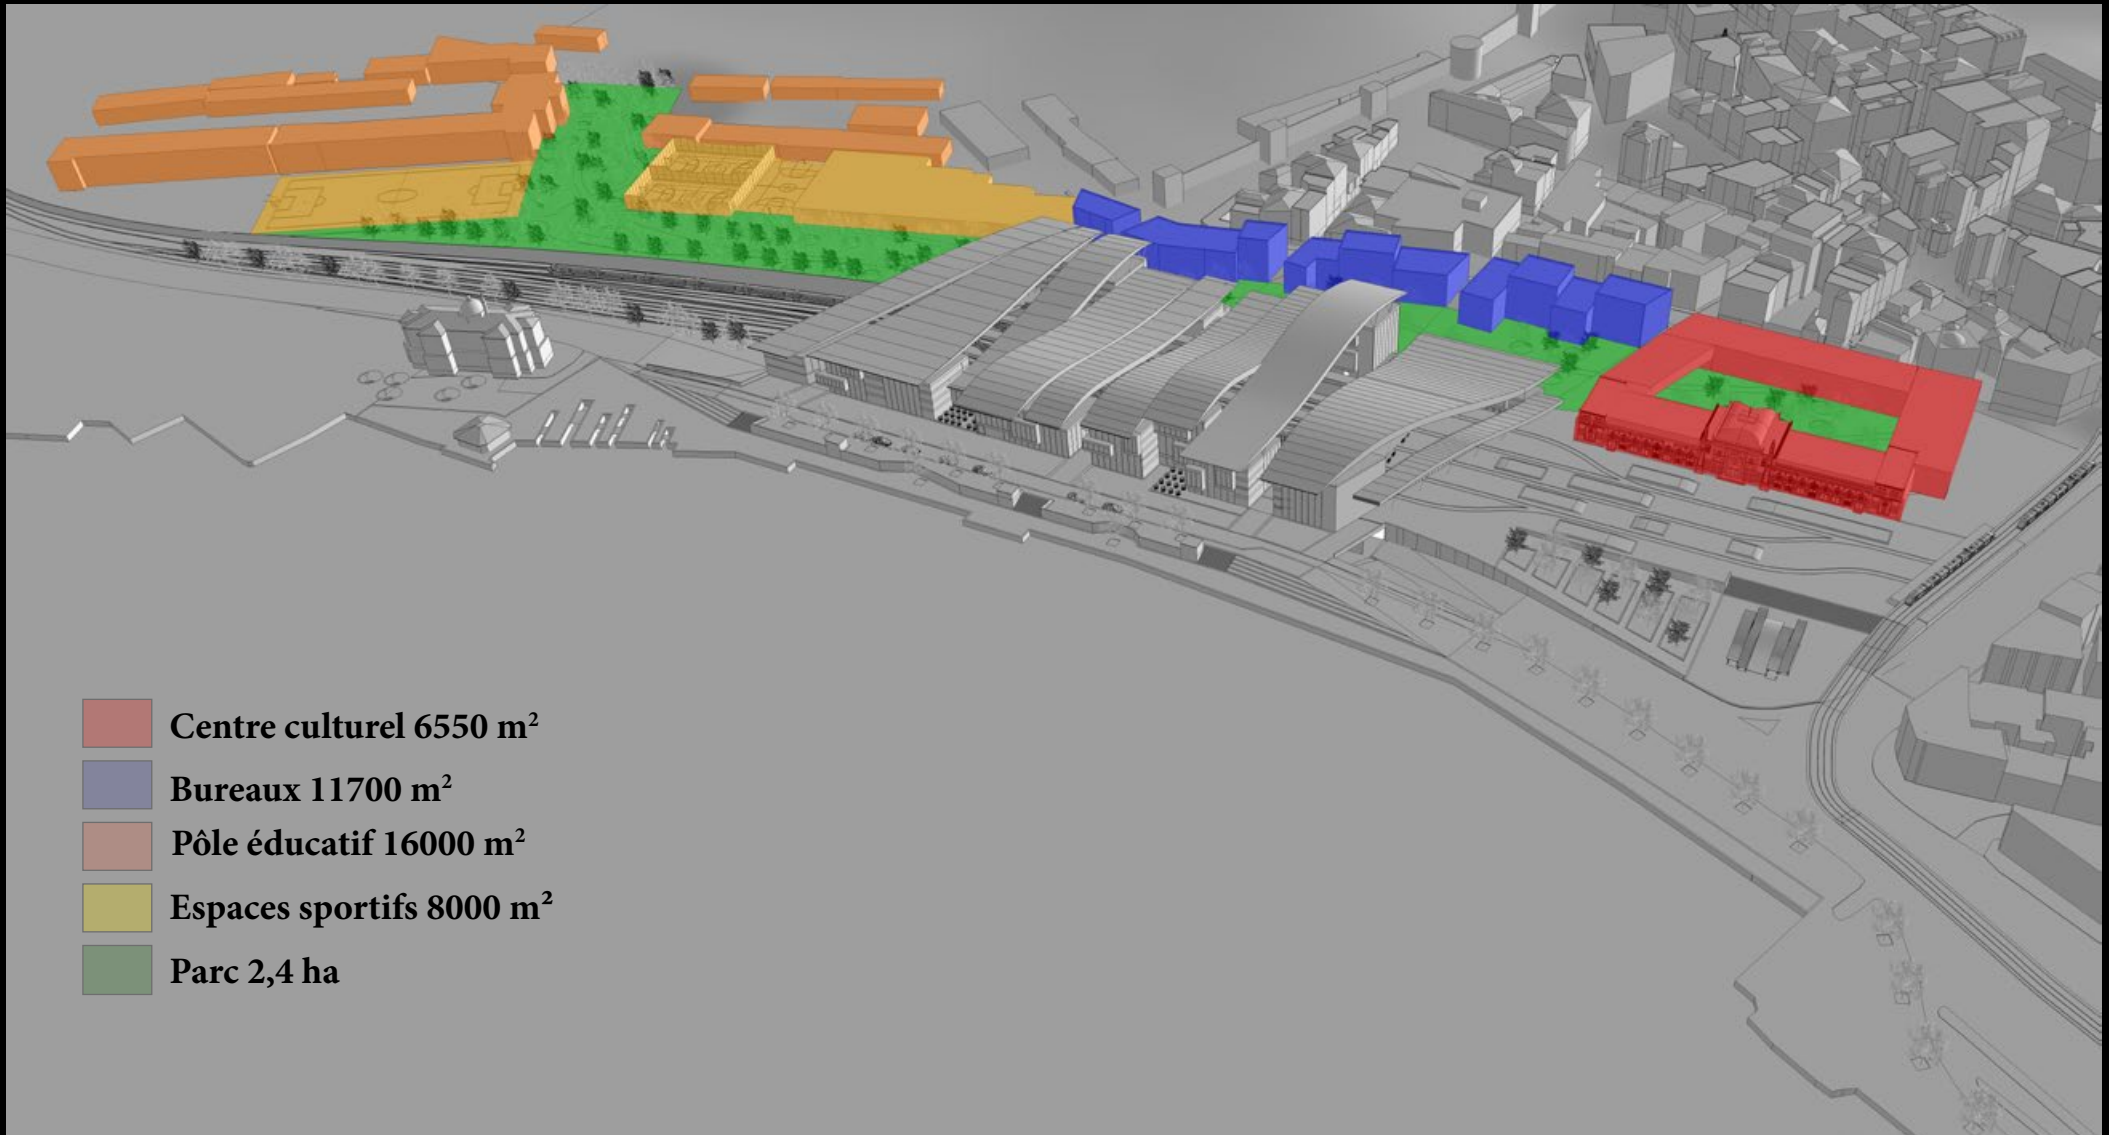 Centre culturel 6550 m²
Bureaux 11700 m²
Pôle éducatif 16000 m²
Espaces sportifs 8000 m²
Parc 2,4 ha